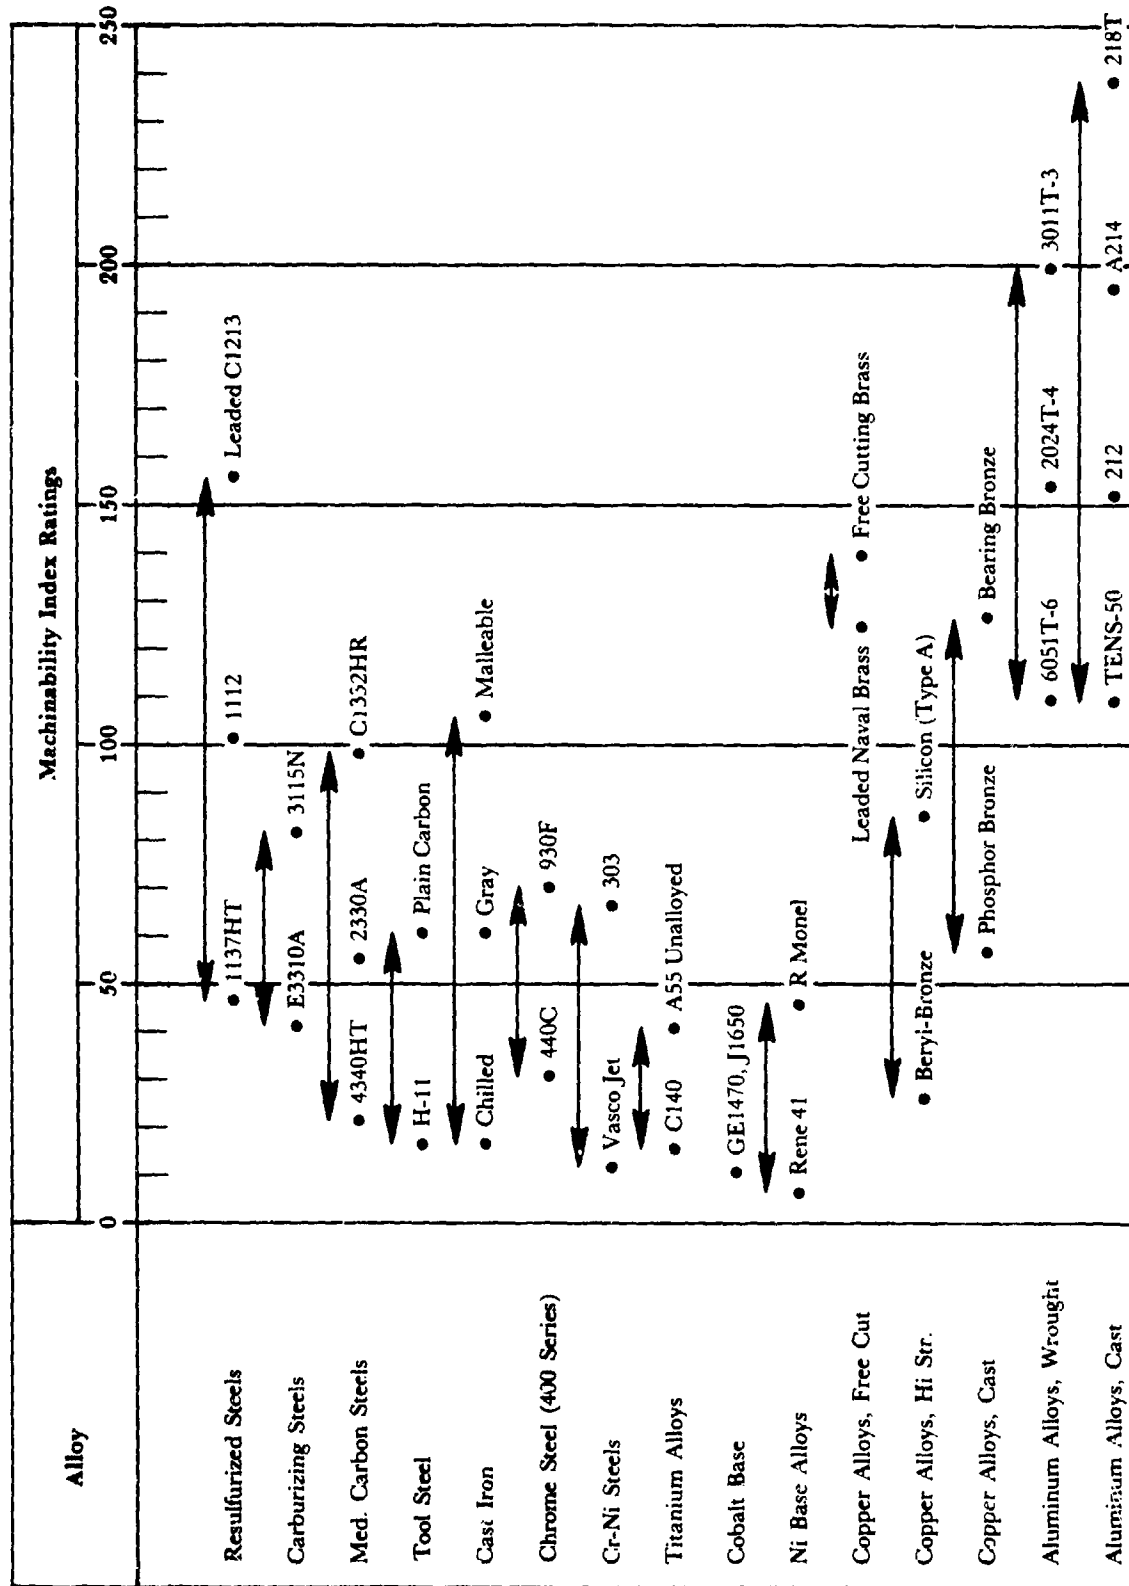 Alloy
Machinability Index Ratings
0 50 100 150 200 250
Resulfurized Steels
1137HT 1112 Leaded C1213
Carburizing Steels
E3310A 3115N
Med. Carbon Steels
4340HT 2330A C1352HR
Tool Steel
H-11 Plain Carbon
Cast Iron
Chilled Gray Malleable
Chrome Steel (400 Series)
440C 930F
Cr-Ni Steels
Vasco Jet 303
Titanium Alloys
C140 A55 Unalloyed
Cobalt Base
GE1470, J1650
Ni Base Alloys
Rene 41 R Monel
Copper Alloys, Free Cut
Leaded Naval Brass Free Cutting Brass
Copper Alloys, Hi Str.
Beryi-Bronze Silicon (Type A)
Copper Alloys, Cast
Phosphor Bronze Bearing Bronze
Aluminum Alloys, Wrought
6051T-6 2024T-4 3011T-3
Aluminum Alloys, Cast
TENS-50 212 A214 218T